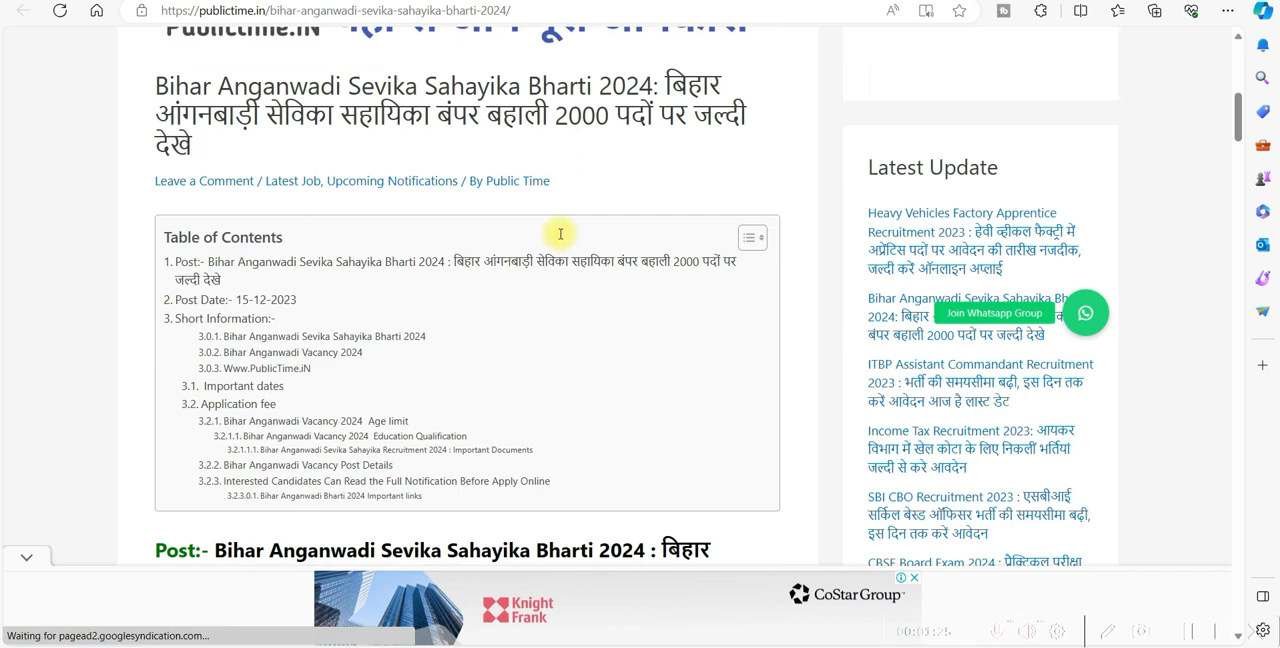 https://publictime.in/bihar-anganwadi-sevika-sahayika-bharti-2024/
Bihar Anganwadi Sevika Sahayika Bharti 2024: बिहार
आंगनबाड़ी सेविका सहायिका बंपर बहाली 2000 पदों पर जल्दी
देखे
Leave a Comment / Latest Job, Upcoming Notifications / By Public Time
Table of Contents
1. Post:- Bihar Anganwadi Sevika Sahayika Bharti 2024 : बिहार आंगनबाड़ी सेविका सहायिका बंपर बहाली 2000 पदों पर
जल्दी देखे
2. Post Date:- 15-12-2023
3. Short Information:-
3.0.1. Bihar Anganwadi Sevika Sahayika Bharti 2024
3.0.2. Bihar Anganwadi Vacancy 2024
3.0.3. Www.PublicTime.iN
3.1. Important dates
3.2. Application fee
3.2.1. Bihar Anganwadi Vacancy 2024 Age limit
3.2.1.1. Bihar Anganwadi Vacancy 2024 Education Qualification
3.2.1.1.1. Bihar Anganwadi Sevika Sahayika Recruitment 2024 : Important Documents
3.2.2. Bihar Anganwadi Vacancy Post Details
3.2.3. Interested Candidates Can Read the Full Notification Before Apply Online
3.2.3.0.1. Bihar Anganwadi Bharti 2024 Important links
Post:- Bihar Anganwadi Sevika Sahayika Bharti 2024 : बिहार
Latest Update
Heavy Vehicles Factory Apprentice
Recruitment 2023 : हेवी व्हीकल फैक्ट्री में
अप्रेंटिस पदों पर आवेदन की तारीख नजदीक,
जल्दी करें ऑनलाइन अप्लाई
Bihar Anganwadi Sevika Sahayika
2024: बिहार
बंपर बहाली 2000 पदों पर जल्दी देखे
Join Whatsapp Group
ITBP Assistant Commandant Recruitment
2023 : भर्ती की समयसीमा बढ़ी, इस दिन तक
करें आवेदन आज है लास्ट डेट
Income Tax Recruitment 2023: आयकर
विभाग में खेल कोटा के लिए निकलीं भर्तियां
जल्दी से करे आवदेन
SBI CBO Recruitment 2023 : एसबीआई
सर्किल बेस्ड ऑफिसर भर्ती की समयसीमा बढ़ी,
इस दिन तक करें आवेदन
CBSE Board Exam 2024 : प्रैक्टिकल परीक्षा
Knight
Frank
CoStar Group
Waiting for pagead2.googlesyndication.com...
00:01:25